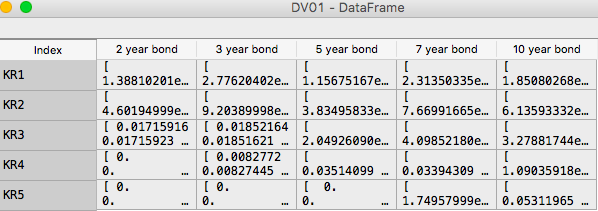 DV01 - DataFrame
Index 2 year bond 3 year bond 5 year bond 7 year bond 10 year bond
KR1 [ [ [ [ [
1.38810201e... 2.77620402e... 1.15675167e... 2.31350335e... 1.85080268e...
KR2 [ [ [ [ [
4.60194999e... 9.20389998e... 3.83495833e... 7.66991665e... 6.13593332e...
KR3 [ 0.01715916 [ 0.01852164 [ [ [
0.01715923 ... 0.01851621 ... 2.04926090e... 4.09852180e... 3.27881744e...
KR4 [ 0. [ 0.0082772 [ [ [
0. ... 0.00827445 ... 0.03514099 ... 0.03394309 ... 1.09035918e...
KR5 [ 0. [ 0. [ 0. [ [
0. ... 0. ... 0. ... 1.74957999e... 0.05311965 ...